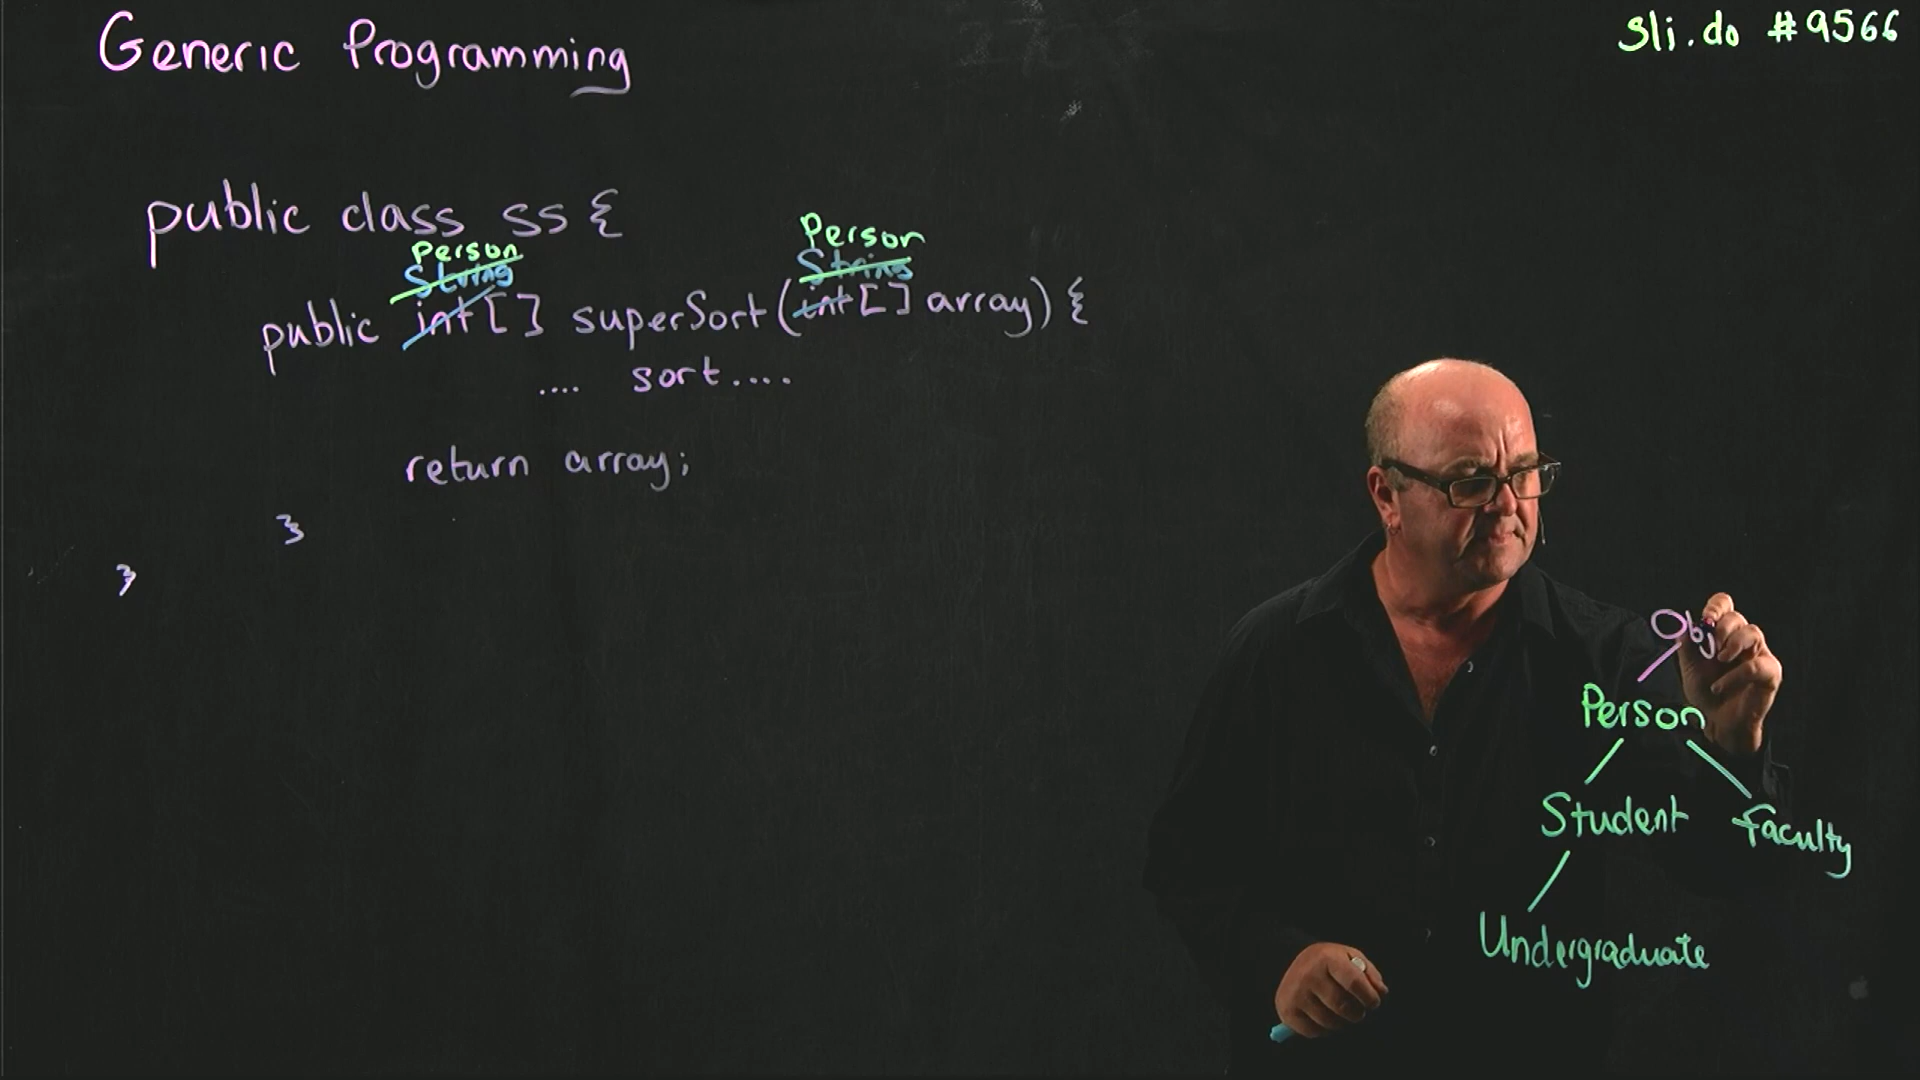 Generic Programming
sli.do #9566
public class ss {
Person
Person
String
String
public int[] superSort(int[] array) {
.... sort....
return array;
}
}
Obj
Person
Student Faculty
Undergraduate